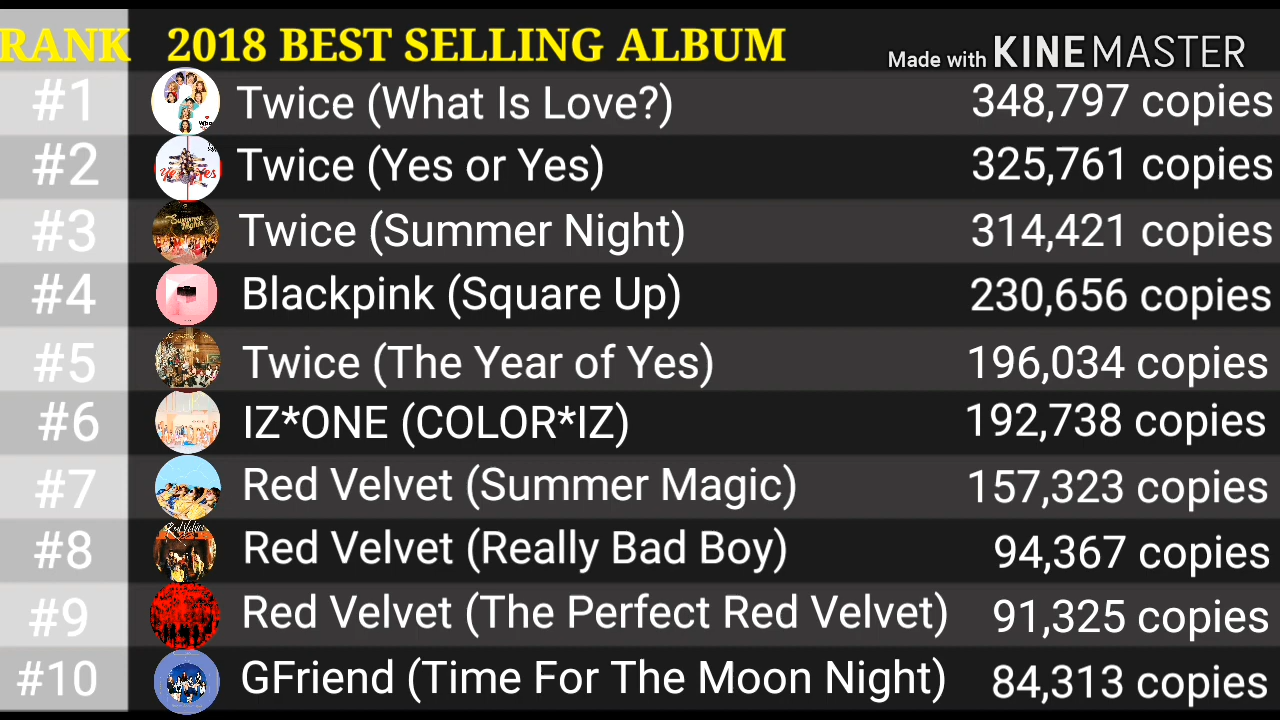 RANK 2018 BEST SELLING ALBUM Made with KINEMASTER
#1 Twice (What Is Love?) 348,797 copies
#2 Twice (Yes or Yes) 325,761 copies
#3 Twice (Summer Night) 314,421 copies
#4 Blackpink (Square Up) 230,656 copies
#5 Twice (The Year of Yes) 196,034 copies
#6 IZ*ONE (COLOR*IZ) 192,738 copies
#7 Red Velvet (Summer Magic) 157,323 copies
#8 Red Velvet (Really Bad Boy) 94,367 copies
#9 Red Velvet (The Perfect Red Velvet) 91,325 copies
#10 GFriend (Time For The Moon Night) 84,313 copies